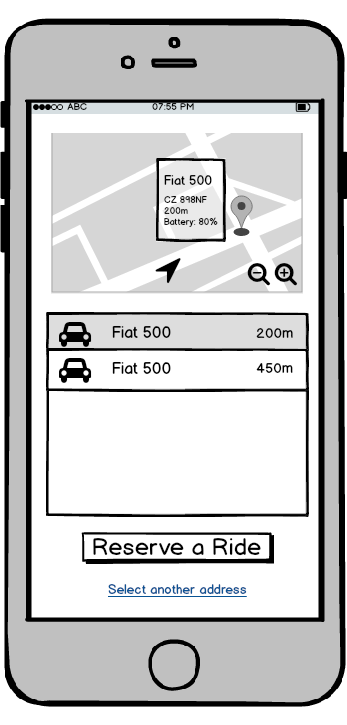 ABC 07:55 PM
Fiat 500
CZ 898NF
200m
Battery: 80%
Fiat 500 200m
Fiat 500 450m
Reserve a Ride
Select another address